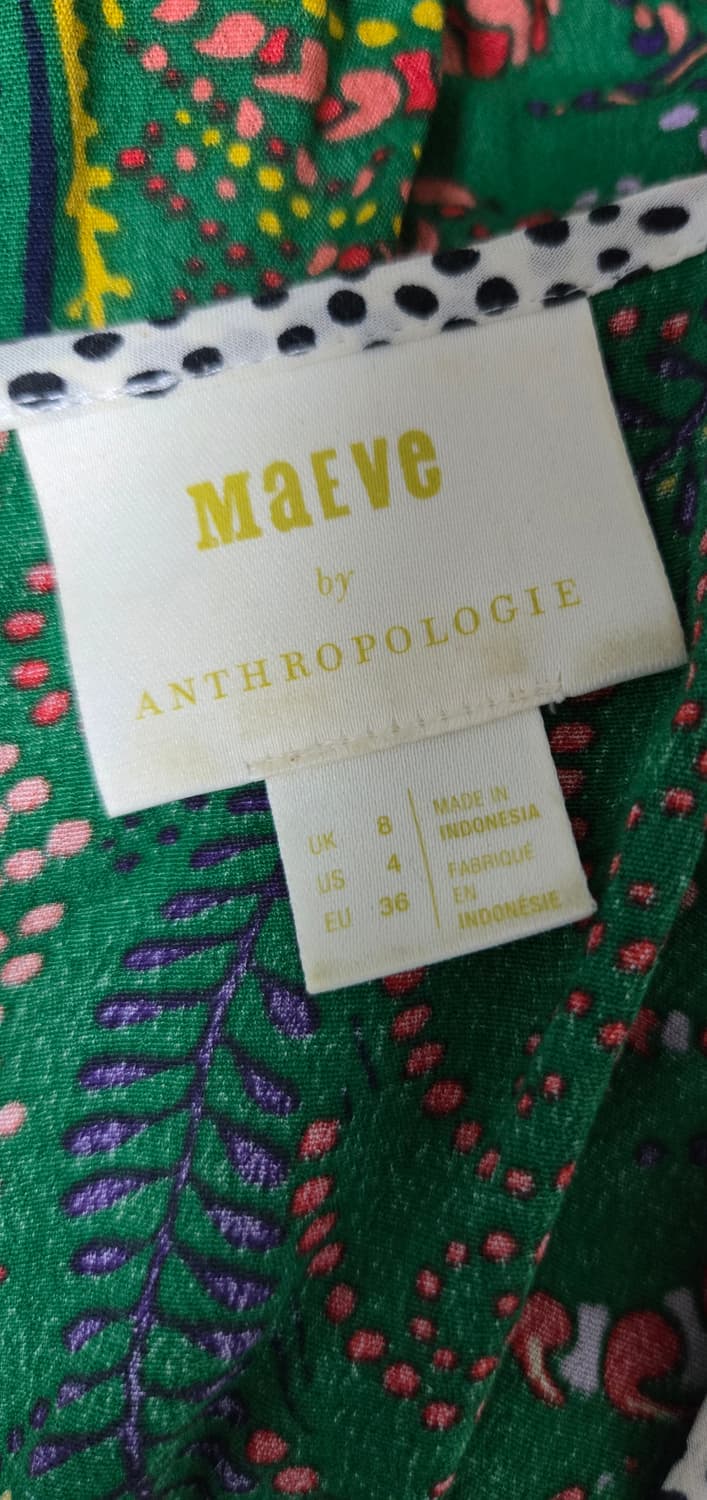 MaEVe
by
ANTHROPOLOGIE
UK 8
US 4
EU 36
MADE IN
INDONESIA
FABRIQUÉ
EN
INDONÉSIE